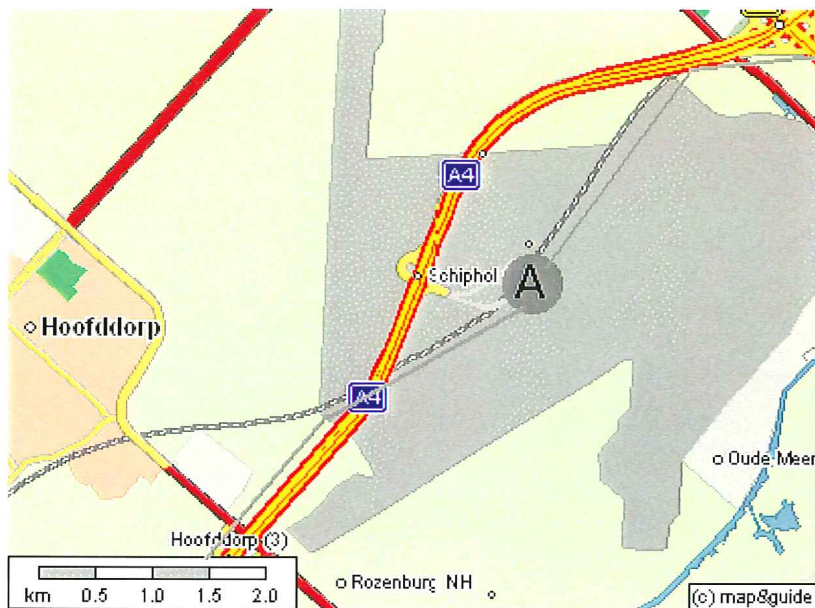 A4
Schiphol
A
Hoofddorp
A4
Oude Meer
Hoofddorp (3)
km 0.5 1.0 1.5 2.0
Rozenburg NH
(c) map&guide